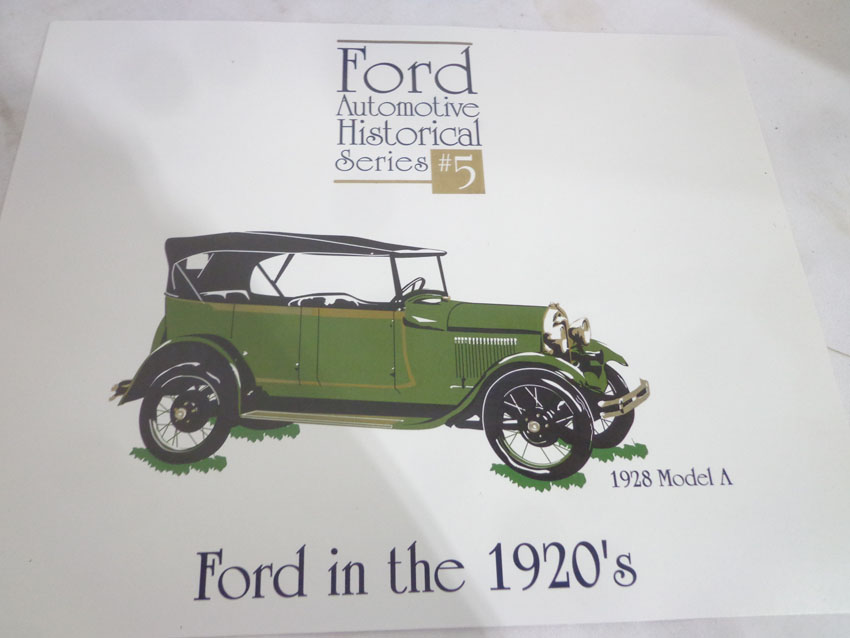 Ford
Automotive
Historical
Series #5
1928 Model A
Ford in the 1920's